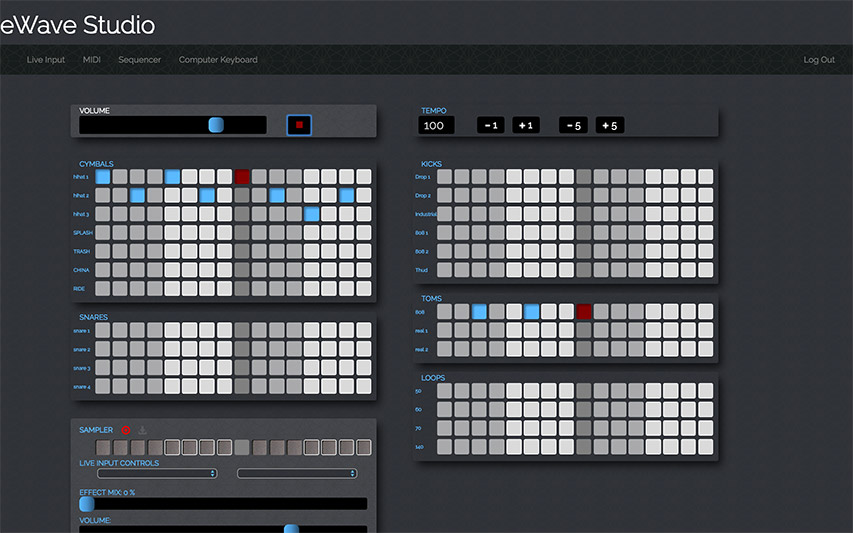 eWave Studio
Live Input MIDI Sequencer Computer Keyboard Log Out
VOLUME
TEMPO
100 - 1 + 1 - 5 + 5
CYMBALS
hihat 1
hihat 2
hihat 3
SPLASH
TRASH
CHINA
RIDE
SNARES
snare 1
snare 2
snare 3
snare 4
SAMPLER
LIVE INPUT CONTROLS
EFFECT MIX: 0 %
VOLUME:
KICKS
Drop 1
Drop 2
Industrial
808 1
808 2
Thud
TOMS
808
real 1
real 2
LOOPS
50
60
70
140